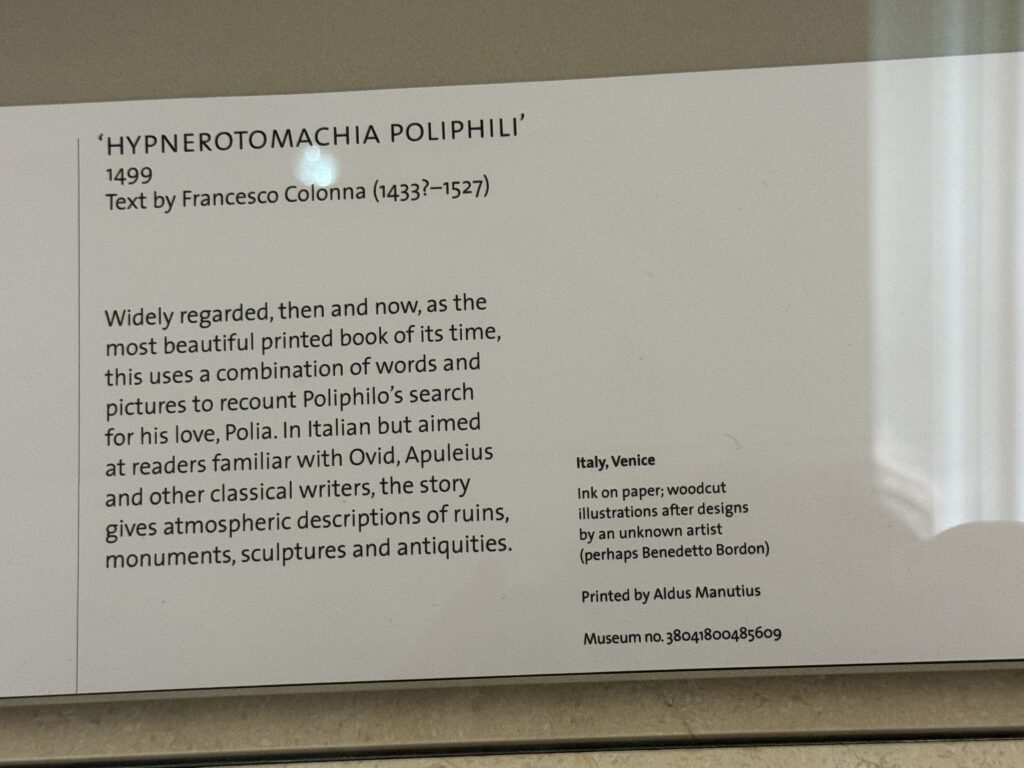 ‘HYPNEROTOMACHIA POLIPHILI’
1499
Text by Francesco Colonna (1433?–1527)
Widely regarded, then and now, as the
most beautiful printed book of its time,
this uses a combination of words and
pictures to recount Poliphilo’s search
for his love, Polia. In Italian but aimed
at readers familiar with Ovid, Apuleius
and other classical writers, the story
gives atmospheric descriptions of ruins,
monuments, sculptures and antiquities.
Italy, Venice
Ink on paper; woodcut
illustrations after designs
by an unknown artist
(perhaps Benedetto Bordon)
Printed by Aldus Manutius
Museum no. 38041800485609